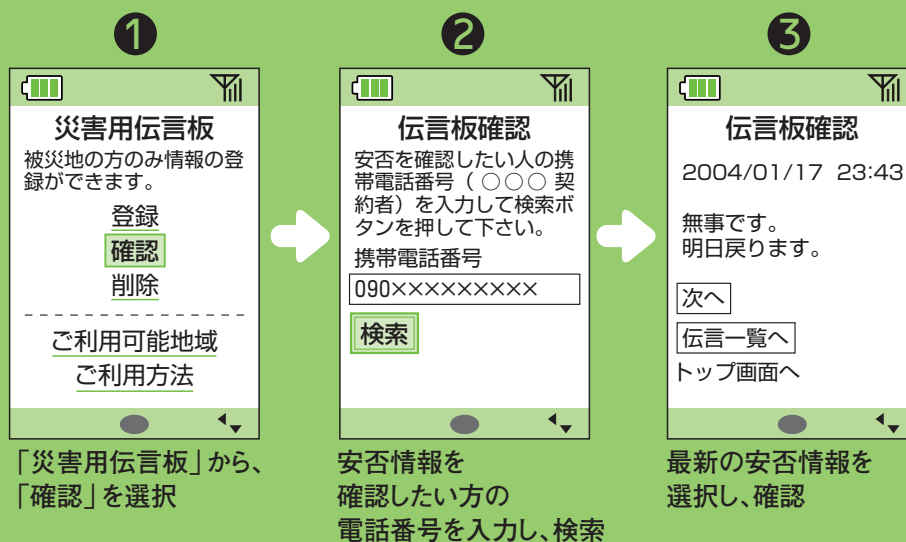 ❶
災害用伝言板
被災地の方のみ情報の登
録ができます。
登録
確認
削除
ご利用可能地域
ご利用方法
「災害用伝言板」から、
「確認」を選択
❷
伝言板確認
安否を確認したい人の携
帯電話番号（ ○○○ 契
約者）を入力して検索ボ
タンを押して下さい。
携帯電話番号
090×××××××××
検索
安否情報を
確認したい方の
電話番号を入力し、検索
❸
伝言板確認
2004/01/17 23:43
無事です。
明日戻ります。
次へ
伝言一覧へ
トップ画面へ
最新の安否情報を
選択し、確認